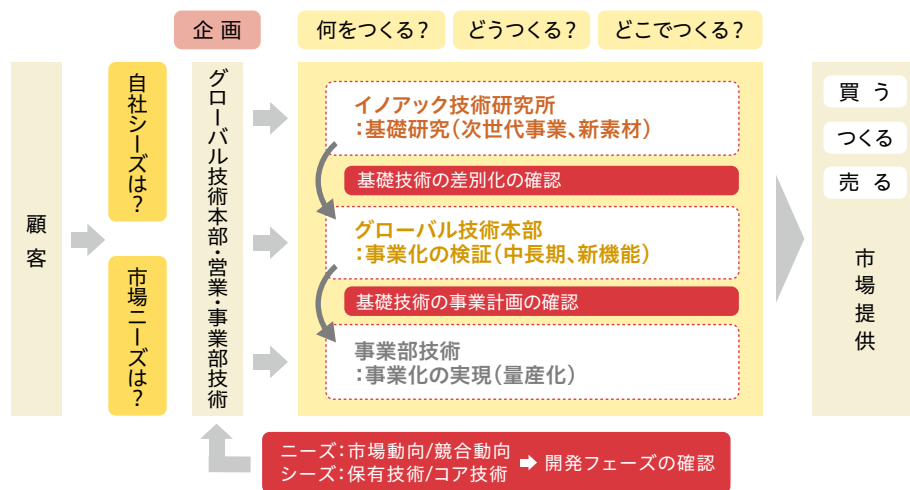 企画
何をつくる？
どうつくる？
どこでつくる？
顧客
自社シーズは？
市場ニーズは？
グローバル技術本部・営業・事業部技術
イノアック技術研究所
：基礎研究（次世代事業、新素材）
基礎技術の差別化の確認
グローバル技術本部
：事業化の検証（中長期、新機能）
基礎技術の事業計画の確認
事業部技術
：事業化の実現（量産化）
買う
つくる
売る
市場提供
ニーズ：市場動向/競合動向
シーズ：保有技術/コア技術
➡ 開発フェーズの確認